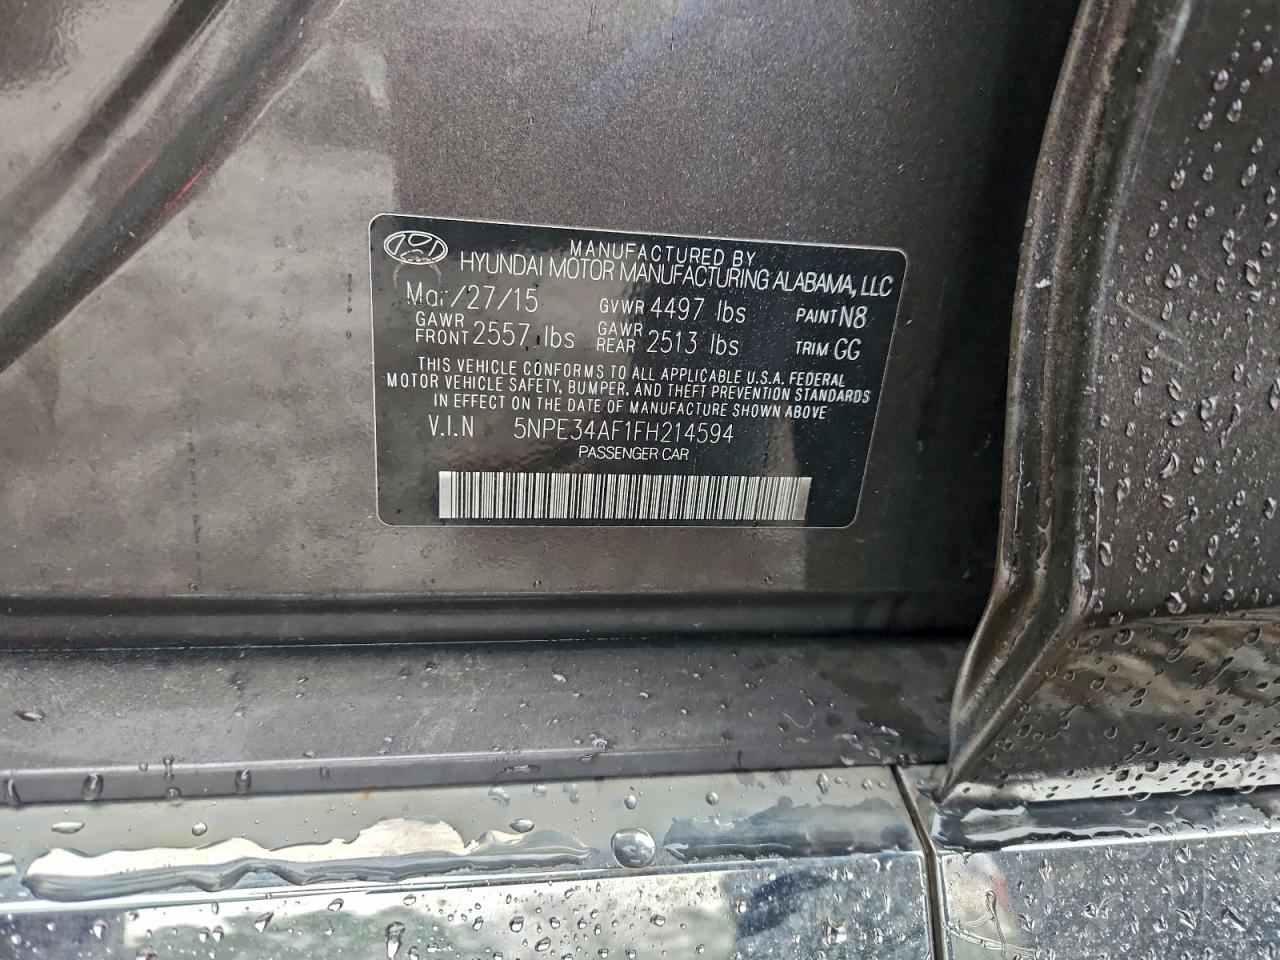 MANUFACTURED BY
HYUNDAI MOTOR MANUFACTURING ALABAMA, LLC
Mar/27/15 GVWR 4497 lbs PAINT N8
GAWR FRONT 2557 lbs GAWR REAR 2513 lbs TRIM GG
THIS VEHICLE CONFORMS TO ALL APPLICABLE U.S.A. FEDERAL
MOTOR VEHICLE SAFETY, BUMPER, AND THEFT PREVENTION STANDARDS
IN EFFECT ON THE DATE OF MANUFACTURE SHOWN ABOVE
V.I.N 5NPE34AF1FH214594
PASSENGER CAR